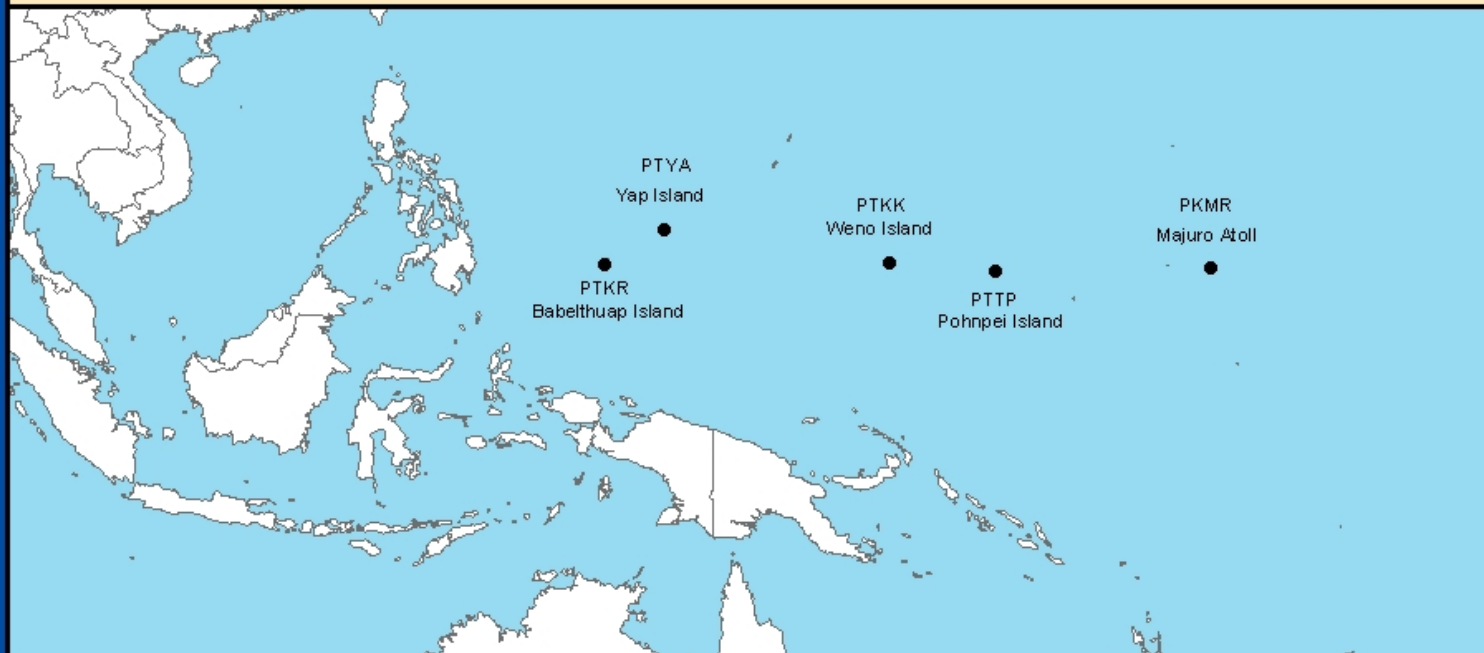 PTYA
Yap Island
PTKR
Babelthuap Island
PTKK
Weno Island
PTTP
Pohnpei Island
PKMR
Majuro Atoll